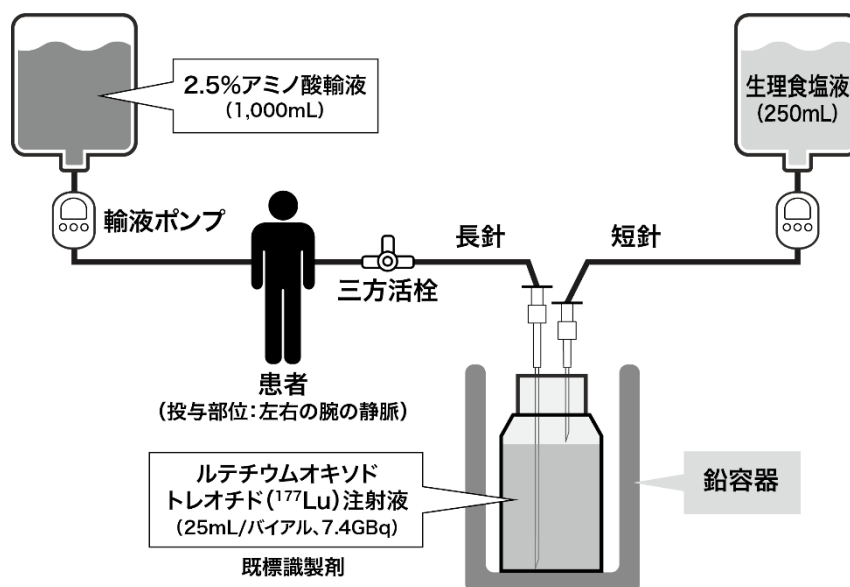 2.5%アミノ酸輸液
(1,000mL)
生理食塩液
(250mL)
輸液ポンプ
長針
短針
三方活栓
患者
(投与部位:左右の腕の静脈)
ルテチウムオキソド
トレオチド(¹⁷⁷Lu)注射液
(25mL/バイアル、7.4GBq)
既標識製剤
鉛容器